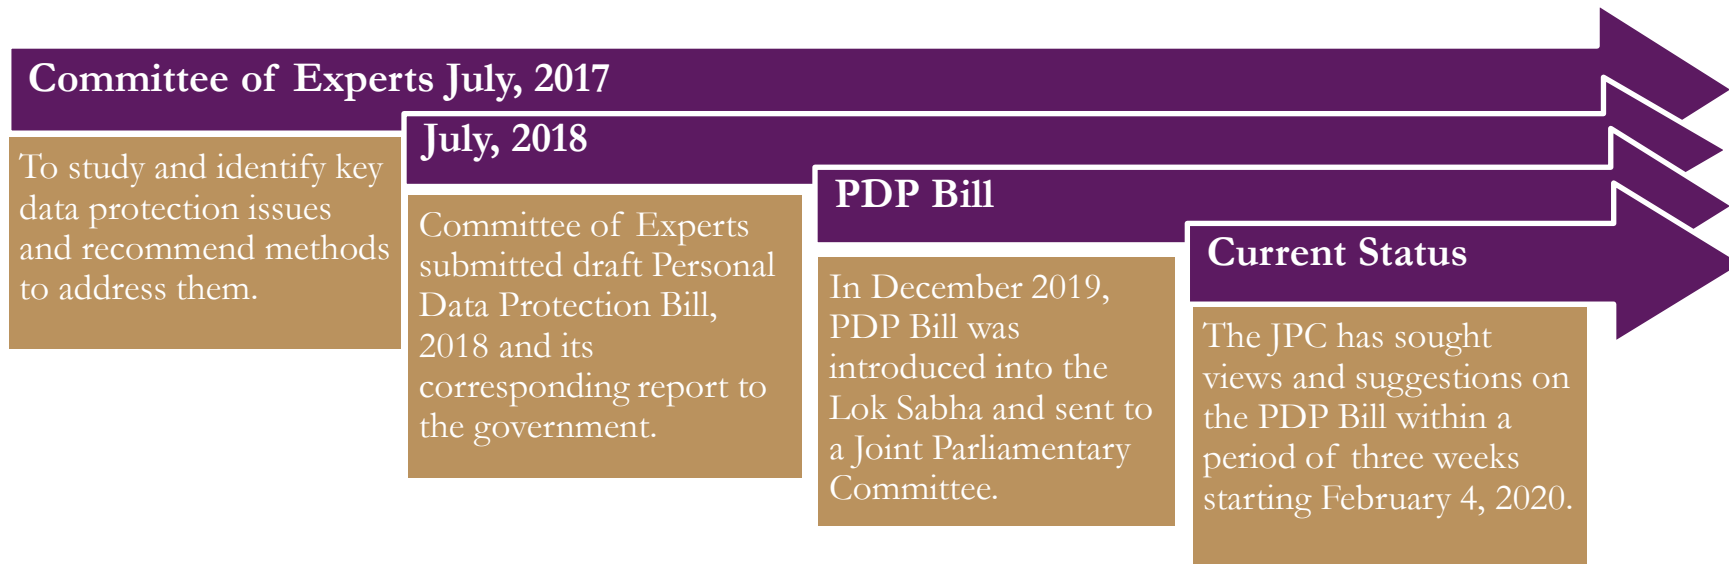 Committee of Experts July, 2017
To study and identify key
data protection issues
and recommend methods
to address them.
July, 2018
Committee of Experts
submitted draft Personal
Data Protection Bill,
2018 and its
corresponding report to
the government.
PDP Bill
In December 2019,
PDP Bill was
introduced into the
Lok Sabha and sent to
a Joint Parliamentary
Committee.
Current Status
The JPC has sought
views and suggestions on
the PDP Bill within a
period of three weeks
starting February 4, 2020.